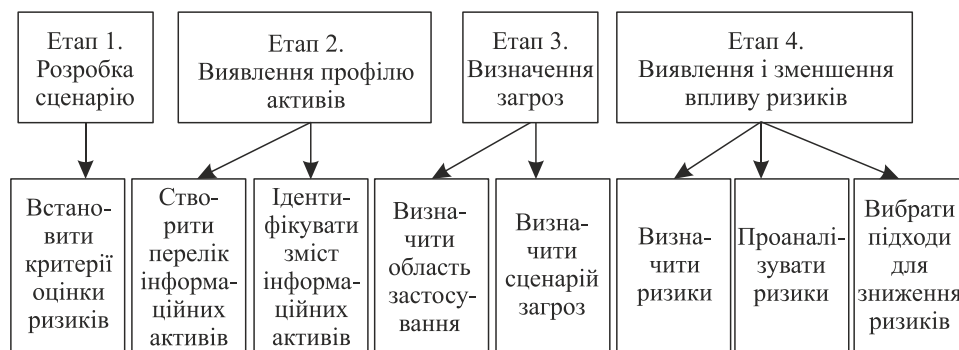 Етап 1.
Розробка
сценарію
Етап 2.
Виявлення профілю
активів
Етап 3.
Визначення
загроз
Етап 4.
Виявлення і зменшення
впливу ризиків
Встано-
вити
критерії
оцінки
ризиків
Ство-
рити
перелік
інформа-
ційних
активів
Іденти-
фікувати
зміст
інформа-
ційних
активів
Визна-
чити
область
застосу-
вання
Визна-
чити
сценарій
загроз
Визна-
чити
ризики
Проаналі-
зувати
ризики
Вибрати
підходи
для
зниження
ризиків